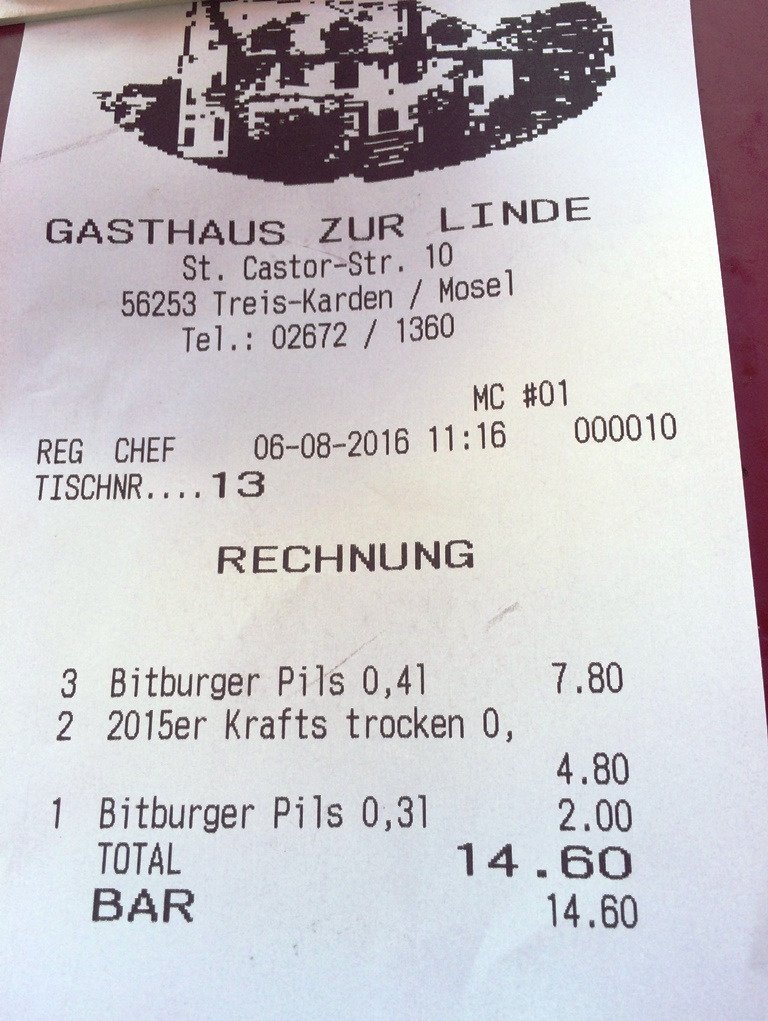 GASTHAUS ZUR LINDE
St. Castor-Str. 10
56253 Treis-Karden / Mosel
Tel.: 02672 / 1360
MC #01
REG CHEF 06-08-2016 11:16 000010
TISCHNR....13
RECHNUNG
3 Bitburger Pils 0,4l 7.80
2 2015er Krafts trocken 0,
4.80
1 Bitburger Pils 0,3l 2.00
TOTAL 14.60
BAR 14.60